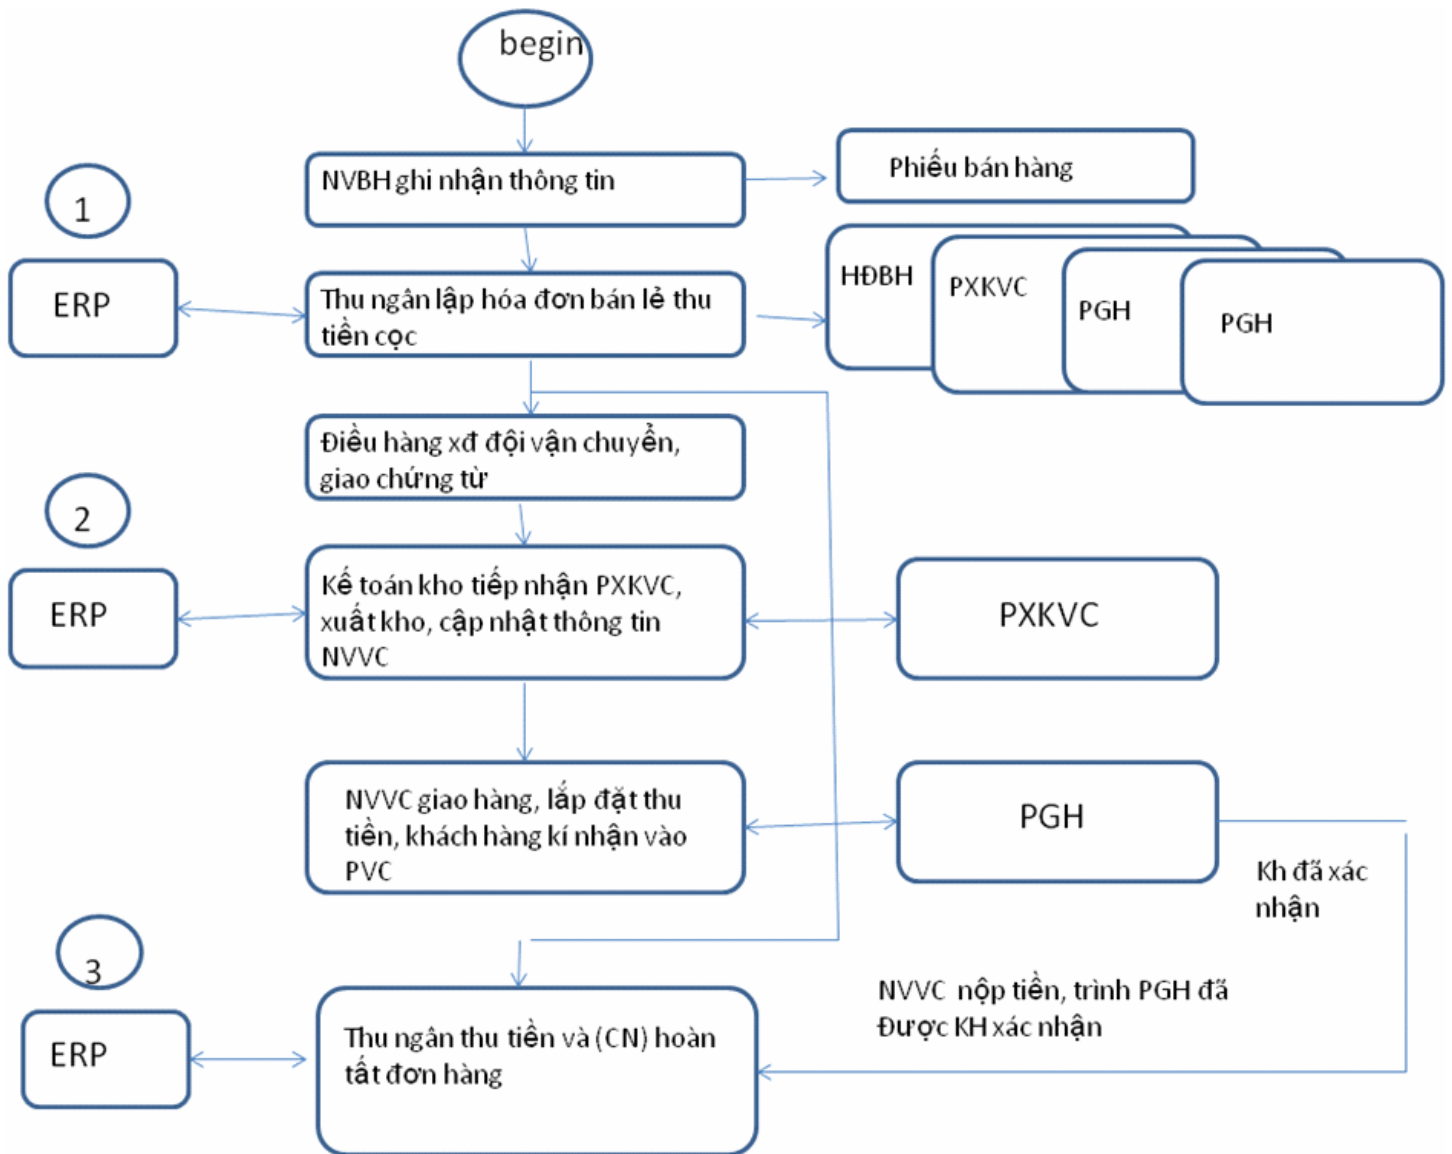 begin
NVBH ghi nhận thông tin
Phiếu bán hàng
1
ERP
Thu ngân lập hóa đơn bán lẻ thu
tiền cọc
HĐBH
PXKVC
PGH
PGH
Điều hàng xđ đội vận chuyển,
giao chứng từ
2
ERP
Kế toán kho tiếp nhận PXKVC,
xuất kho, cập nhật thông tin
NVVC
PXKVC
NVVC giao hàng, lắp đặt thu
tiền, khách hàng kí nhận vào
PVC
PGH
Kh đã xác
nhận
3
ERP
NVVC nộp tiền, trình PGH đã
Được KH xác nhận
Thu ngân thu tiền và (CN) hoàn
tất đơn hàng